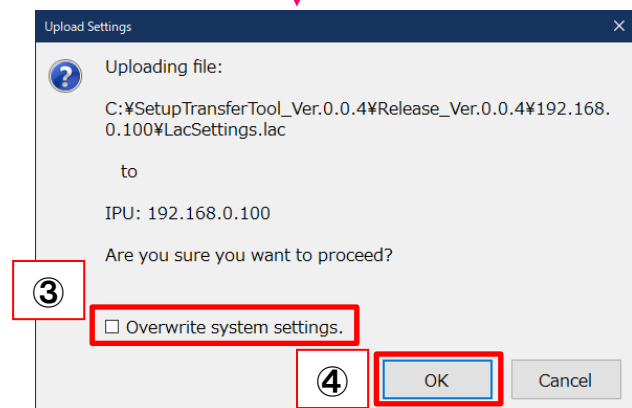 Upload Settings
Uploading file:
C:¥SetupTransferTool_Ver.0.0.4¥Release_Ver.0.0.4¥192.168.
0.100¥LacSettings.lac
to
IPU: 192.168.0.100
Are you sure you want to proceed?
③
Overwrite system settings.
④
OK
Cancel